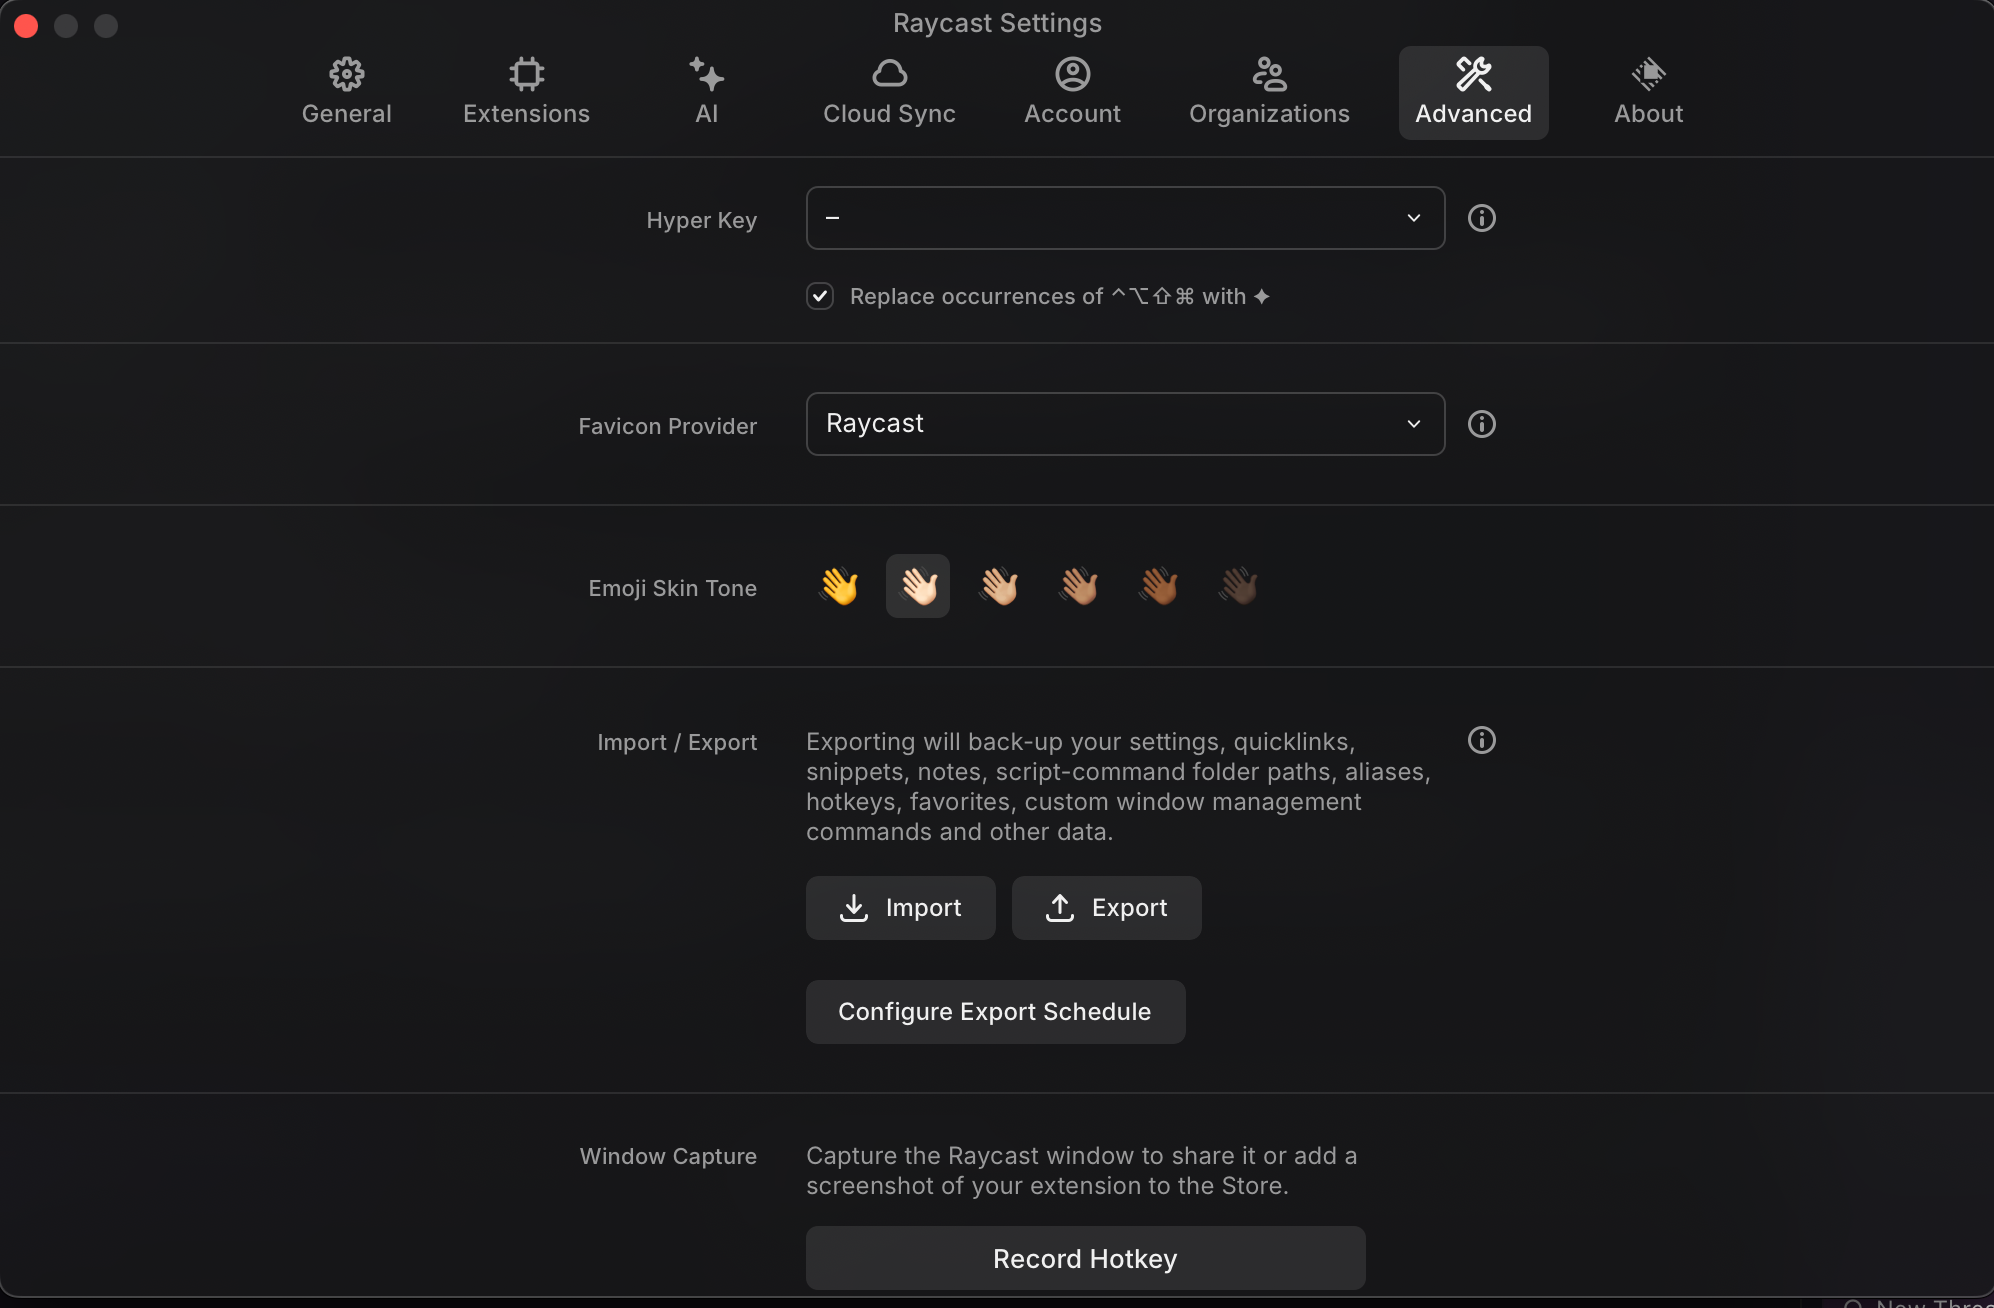 Raycast Settings
General
Extensions
AI
Cloud Sync
Account
Organizations
Advanced
About
Hyper Key
–
Replace occurrences of ^⌥⇧⌘ with ✦
Favicon Provider
Raycast
Emoji Skin Tone
Import / Export
Exporting will back-up your settings, quicklinks,
snippets, notes, script-command folder paths, aliases,
hotkeys, favorites, custom window management
commands and other data.
Import
Export
Configure Export Schedule
Window Capture
Capture the Raycast window to share it or add a
screenshot of your extension to the Store.
Record Hotkey